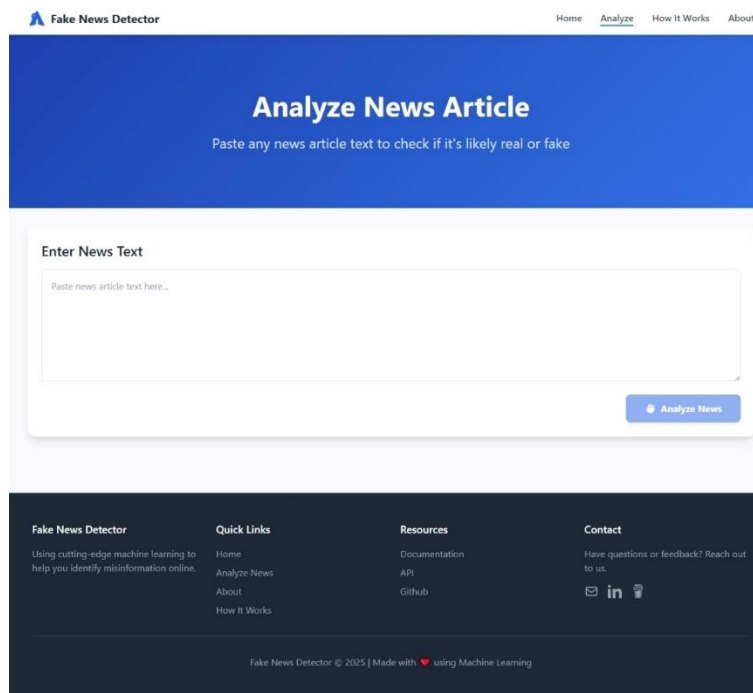 Fake News Detector
Home Analyze How It Works About
Analyze News Article
Paste any news article text to check if it's likely real or fake
Enter News Text
Paste news article text here...
Analyze News
Fake News Detector
Using cutting-edge machine learning to
help you identify misinformation online.
Quick Links
Home
Analyze News
About
How It Works
Resources
Documentation
API
Github
Contact
Have questions or feedback? Reach out
to us.
in
Fake News Detector © 2025 | Made with ❤️ using Machine Learning